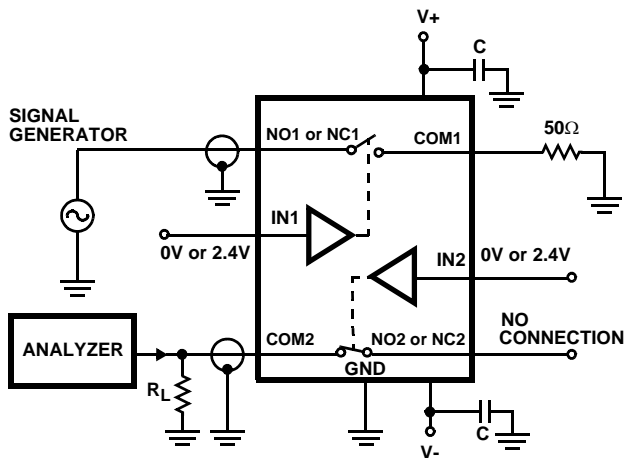 V+
C
SIGNAL
GENERATOR
NO1 or NC1
COM1
50Ω
IN1
0V or 2.4V
IN2
0V or 2.4V
NO
CONNECTION
ANALYZER
COM2
NO2 or NC2
GND
RL
C
V-